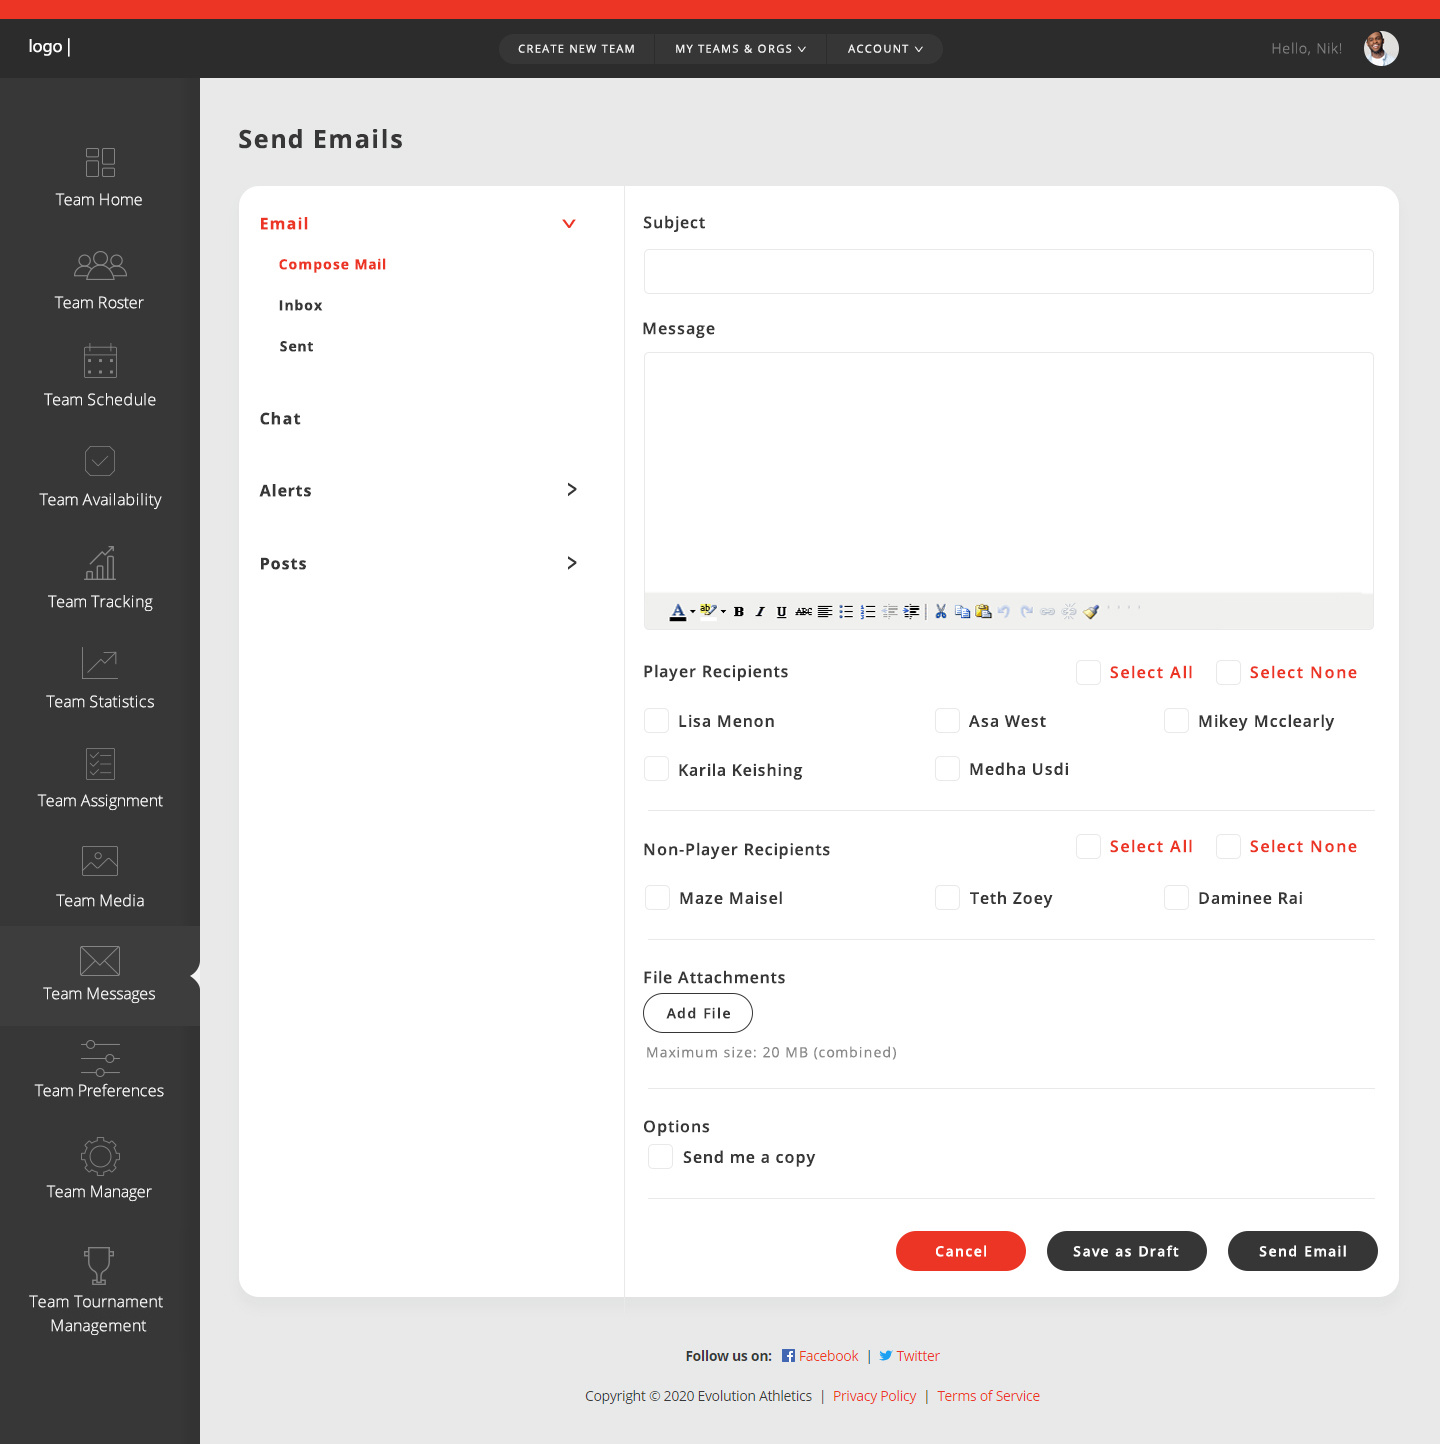 logo |
CREATE NEW TEAM
MY TEAMS & ORGS
ACCOUNT
Hello, Nik!
Team Home
Team Roster
Team Schedule
Team Availability
Team Tracking
Team Statistics
Team Assignment
Team Media
Team Messages
Team Preferences
Team Manager
Team Tournament
Management
Send Emails
Email
Compose Mail
Inbox
Sent
Chat
Alerts
Posts
Subject
Message
A ab B I U ABC
Player Recipients
Select All
Select None
Lisa Menon
Asa West
Mikey Mcclearly
Karila Keishing
Medha Usdi
Non-Player Recipients
Select All
Select None
Maze Maisel
Teth Zoey
Daminee Rai
File Attachments
Add File
Maximum size: 20 MB (combined)
Options
Send me a copy
Cancel
Save as Draft
Send Email
Follow us on: Facebook | Twitter
Copyright © 2020 Evolution Athletics | Privacy Policy | Terms of Service